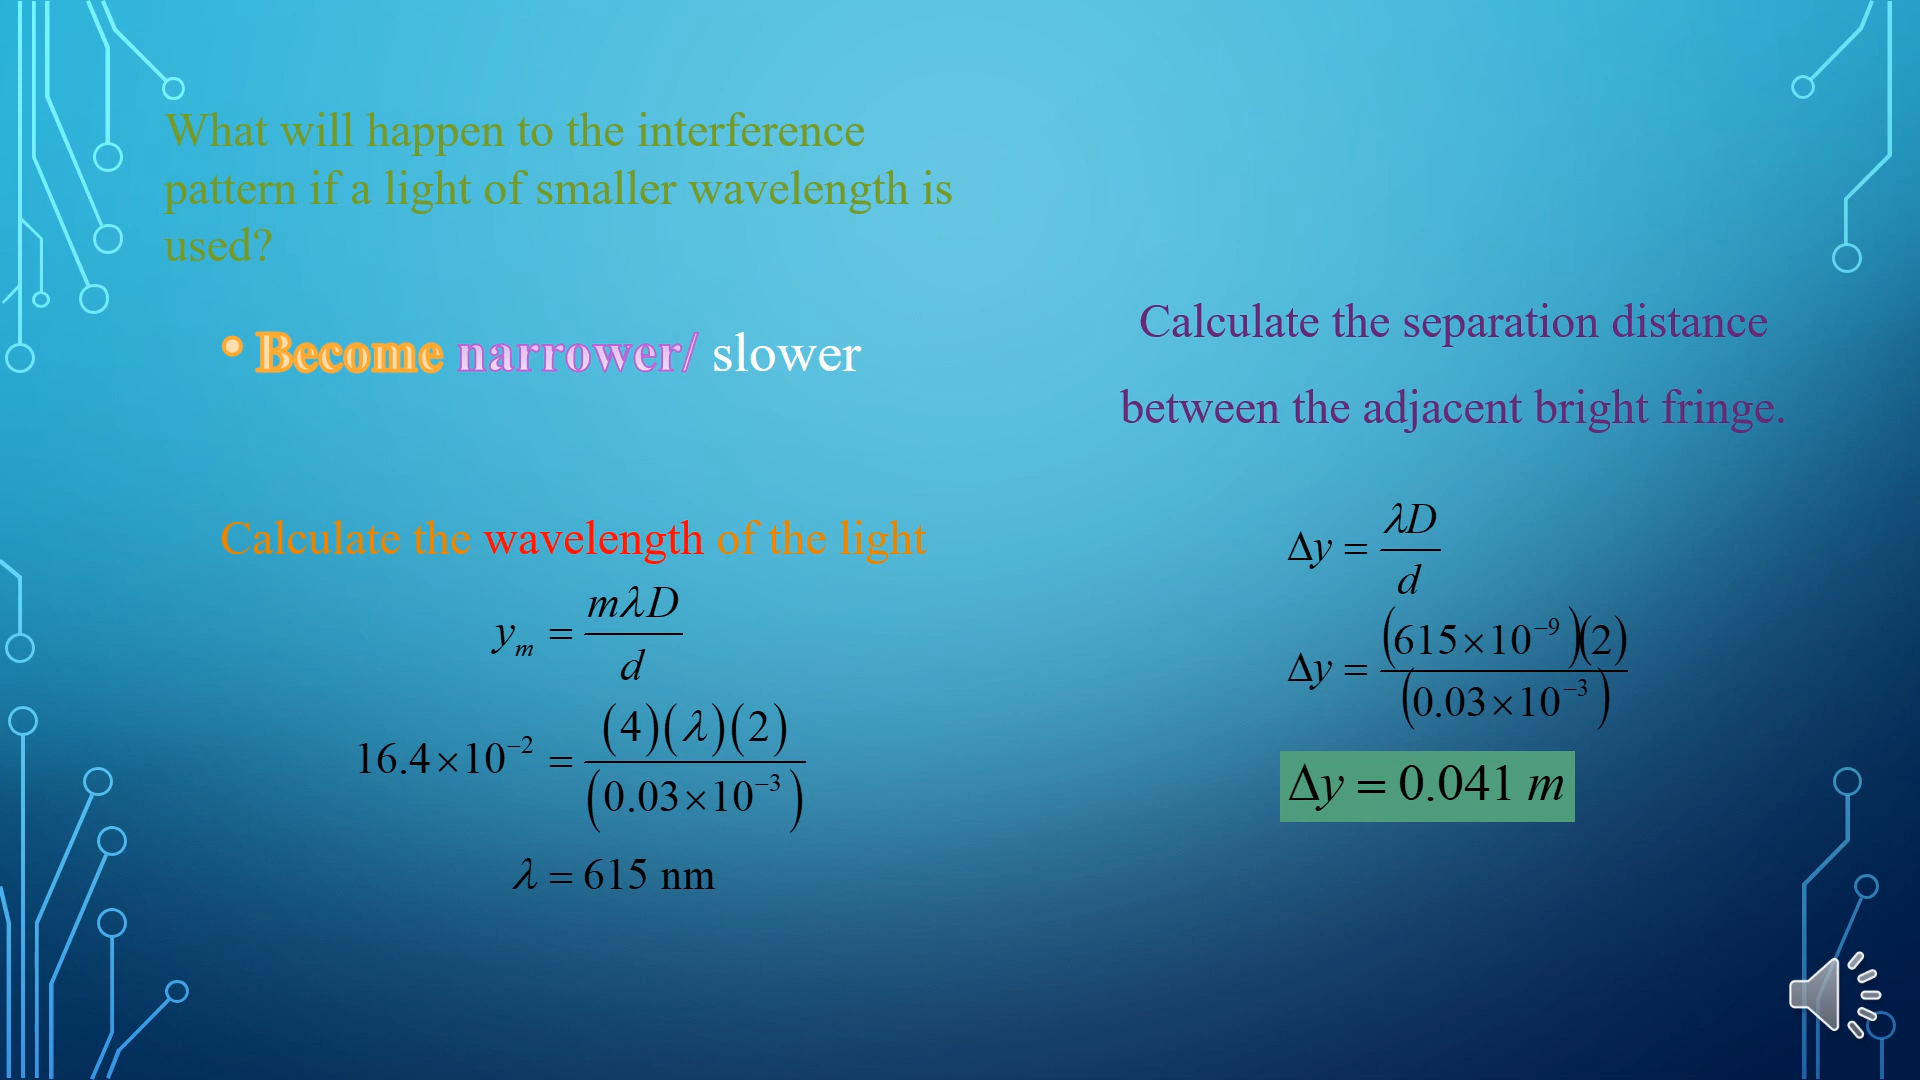 What will happen to the interference
pattern if a light of smaller wavelength is
used?
• Become narrower/ slower
Calculate the wavelength of the light
yₘ = mλD / d
16.4×10⁻² = (4)(λ)(2) / (0.03×10⁻³)
λ = 615 nm
Calculate the separation distance
between the adjacent bright fringe.
Δy = λD / d
Δy = (615×10⁻⁹)(2) / (0.03×10⁻³)
Δy = 0.041 m